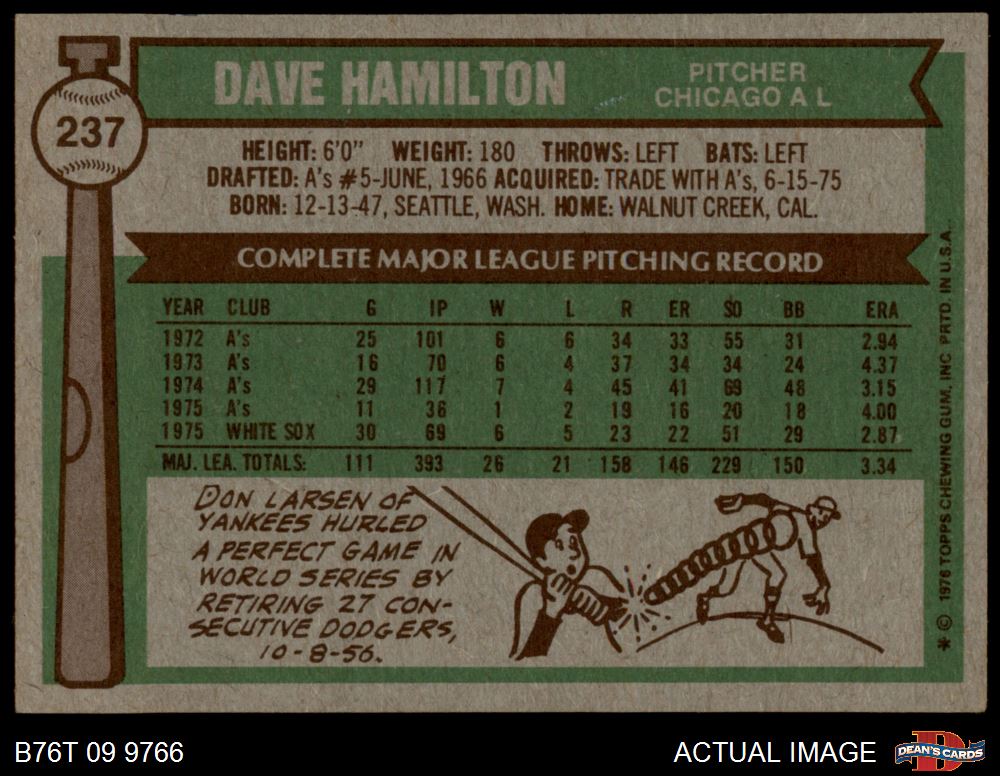 237
DAVE HAMILTON
PITCHER
CHICAGO A L
HEIGHT: 6'0" WEIGHT: 180 THROWS: LEFT BATS: LEFT
DRAFTED: A's #5-JUNE, 1966 ACQUIRED: TRADE WITH A's, 6-15-75
BORN: 12-13-47, SEATTLE, WASH. HOME: WALNUT CREEK, CAL.
COMPLETE MAJOR LEAGUE PITCHING RECORD
YEAR CLUB G IP W L R ER SO BB ERA
1972 A's 25 101 6 6 34 33 55 31 2.94
1973 A's 16 70 6 4 37 34 34 24 4.37
1974 A's 29 117 7 4 45 41 69 48 3.15
1975 A's 11 36 1 2 19 16 20 18 4.00
1975 WHITE SOX 30 69 6 5 23 22 51 29 2.87
MAJ. LEA. TOTALS: 111 393 26 21 158 146 229 150 3.34
DON LARSEN OF
YANKEES HURLED
A PERFECT GAME IN
WORLD SERIES BY
RETIRING 27 CON-
SECUTIVE DODGERS,
10-8-56.
* © 1976 TOPPS CHEWING GUM, INC PRTD. IN U.S.A.
B76T 09 9766
ACTUAL IMAGE
D
DEAN'S CARDS